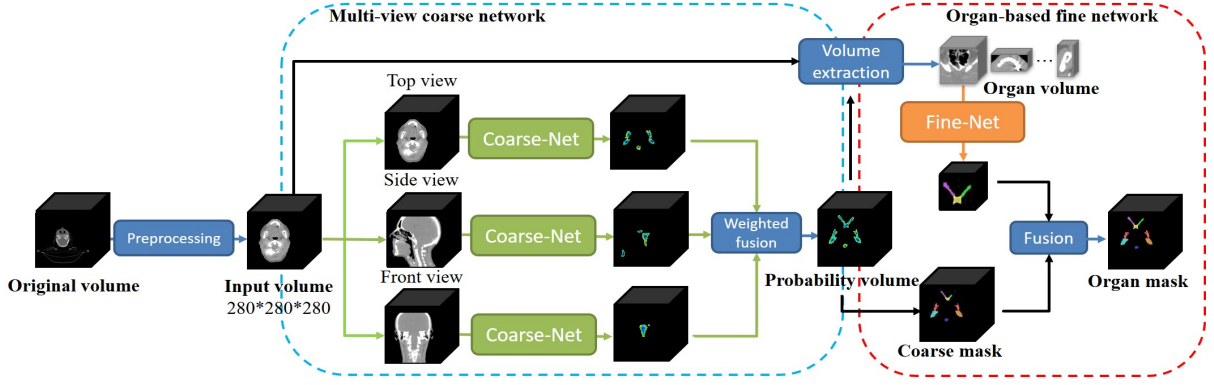 Multi-view coarse network
Organ-based fine network
Volume
extraction
Organ volume
Top view
Coarse-Net
Fine-Net
Side view
Original volume
Preprocessing
Input volume
280*280*280
Coarse-Net
Weighted
fusion
Probability volume
Fusion
Organ mask
Front view
Coarse-Net
Coarse mask